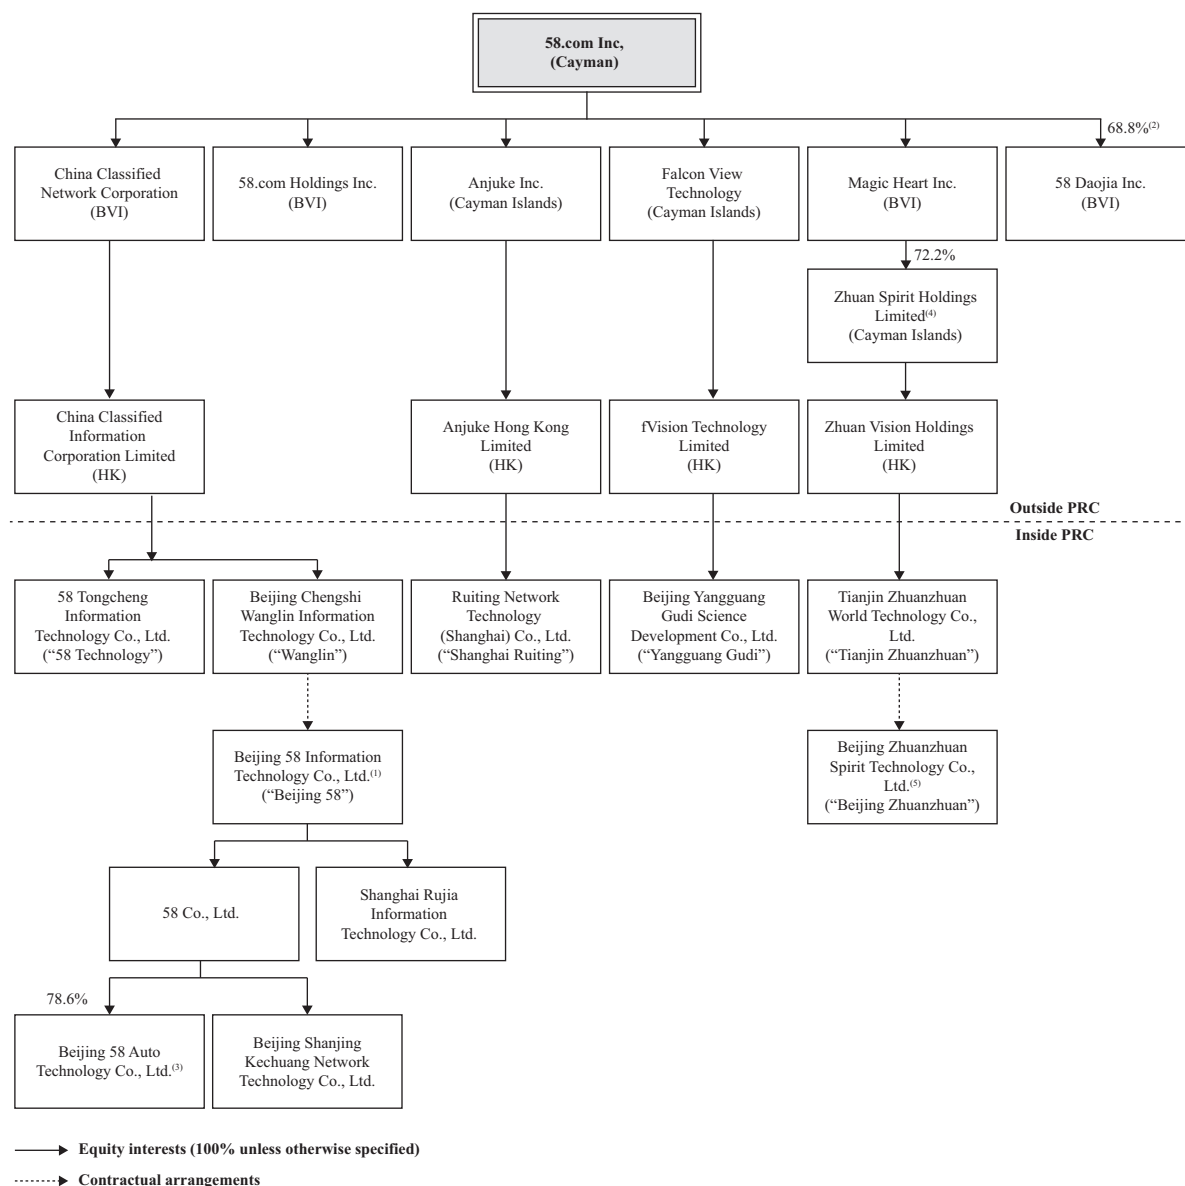 58.com Inc,
(Cayman)
68.8%(2)
China Classified
Network Corporation
(BVI)
58.com Holdings Inc.
(BVI)
Anjuke Inc.
(Cayman Islands)
Falcon View
Technology
(Cayman Islands)
Magic Heart Inc.
(BVI)
58 Daojia Inc.
(BVI)
72.2%
Zhuan Spirit Holdings
Limited(4)
(Cayman Islands)
China Classified
Information
Corporation Limited
(HK)
Anjuke Hong Kong
Limited
(HK)
fVision Technology
Limited
(HK)
Zhuan Vision Holdings
Limited
(HK)
Outside PRC
Inside PRC
58 Tongcheng
Information
Technology Co., Ltd.
(“58 Technology”)
Beijing Chengshi
Wanglin Information
Technology Co., Ltd.
(“Wanglin”)
Ruiting Network
Technology
(Shanghai) Co., Ltd.
(“Shanghai Ruiting”)
Beijing Yangguang
Gudi Science
Development Co., Ltd.
(“Yangguang Gudi”)
Tianjin Zhuanzhuan
World Technology Co.,
Ltd.
(“Tianjin Zhuanzhuan”)
Beijing 58 Information
Technology Co., Ltd.(1)
(“Beijing 58”)
Beijing Zhuanzhuan
Spirit Technology Co.,
Ltd.(5)
(“Beijing Zhuanzhuan”)
58 Co., Ltd.
Shanghai Rujia
Information
Technology Co., Ltd.
78.6%
Beijing 58 Auto
Technology Co., Ltd.(3)
Beijing Shanjing
Kechuang Network
Technology Co., Ltd.
Equity interests (100% unless otherwise specified)
Contractual arrangements